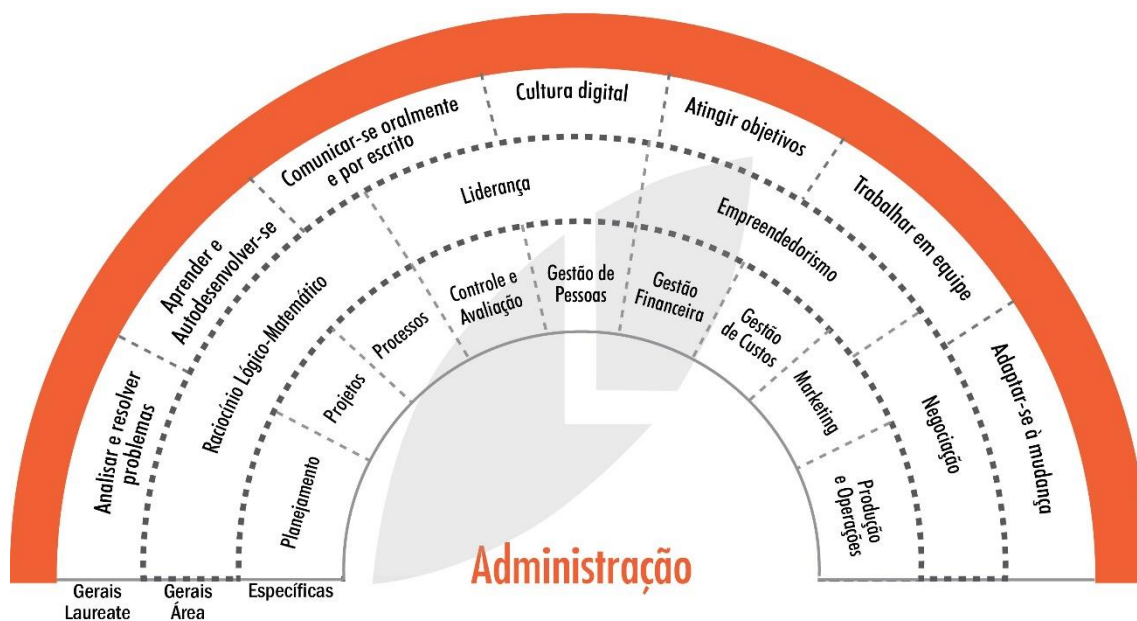 Analisar e resolver
problemas
Aprender e
Autodesenvolver-se
Comunicar-se oralmente
e por escrito
Cultura digital
Atingir objetivos
Trabalhar em equipe
Adaptar-se à mudança
Raciocínio Lógico-Matemático
Liderança
Empreendedorismo
Negociação
Planejamento
Projetos
Processos
Controle e
Avaliação
Gestão de
Pessoas
Gestão
Financeira
Gestão
de Custos
Marketing
Produção
e Operações
Administração
Gerais
Laureate
Gerais
Área
Específicas